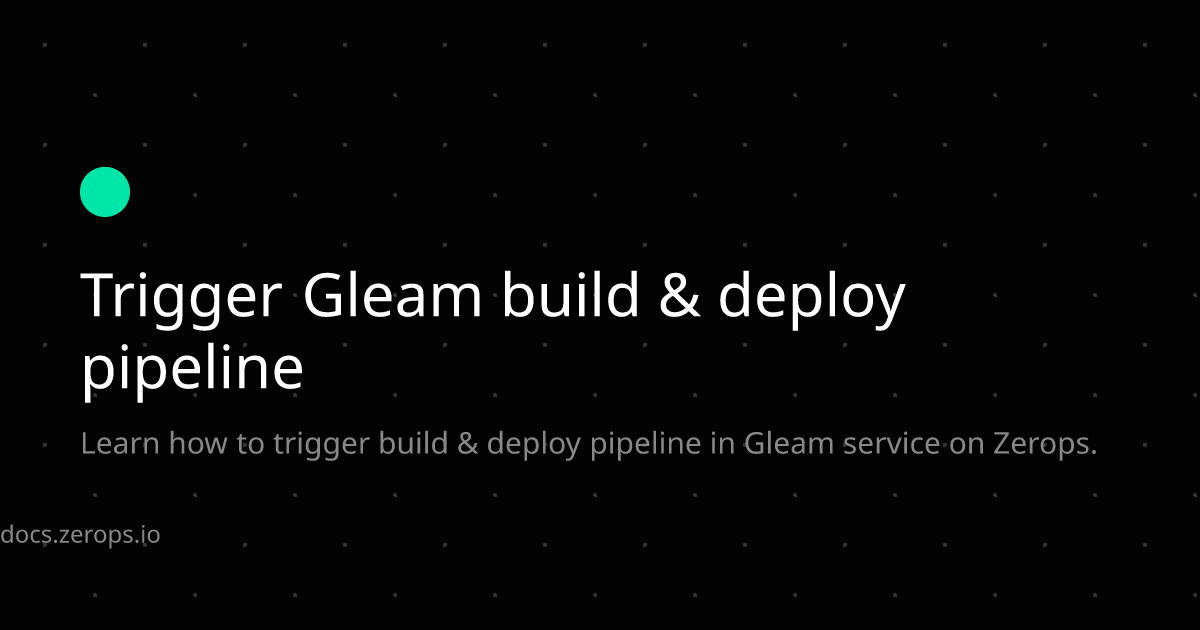 Trigger Gleam build & deploy
pipeline
Learn how to trigger build & deploy pipeline in Gleam service on Zerops.
docs.zerops.io